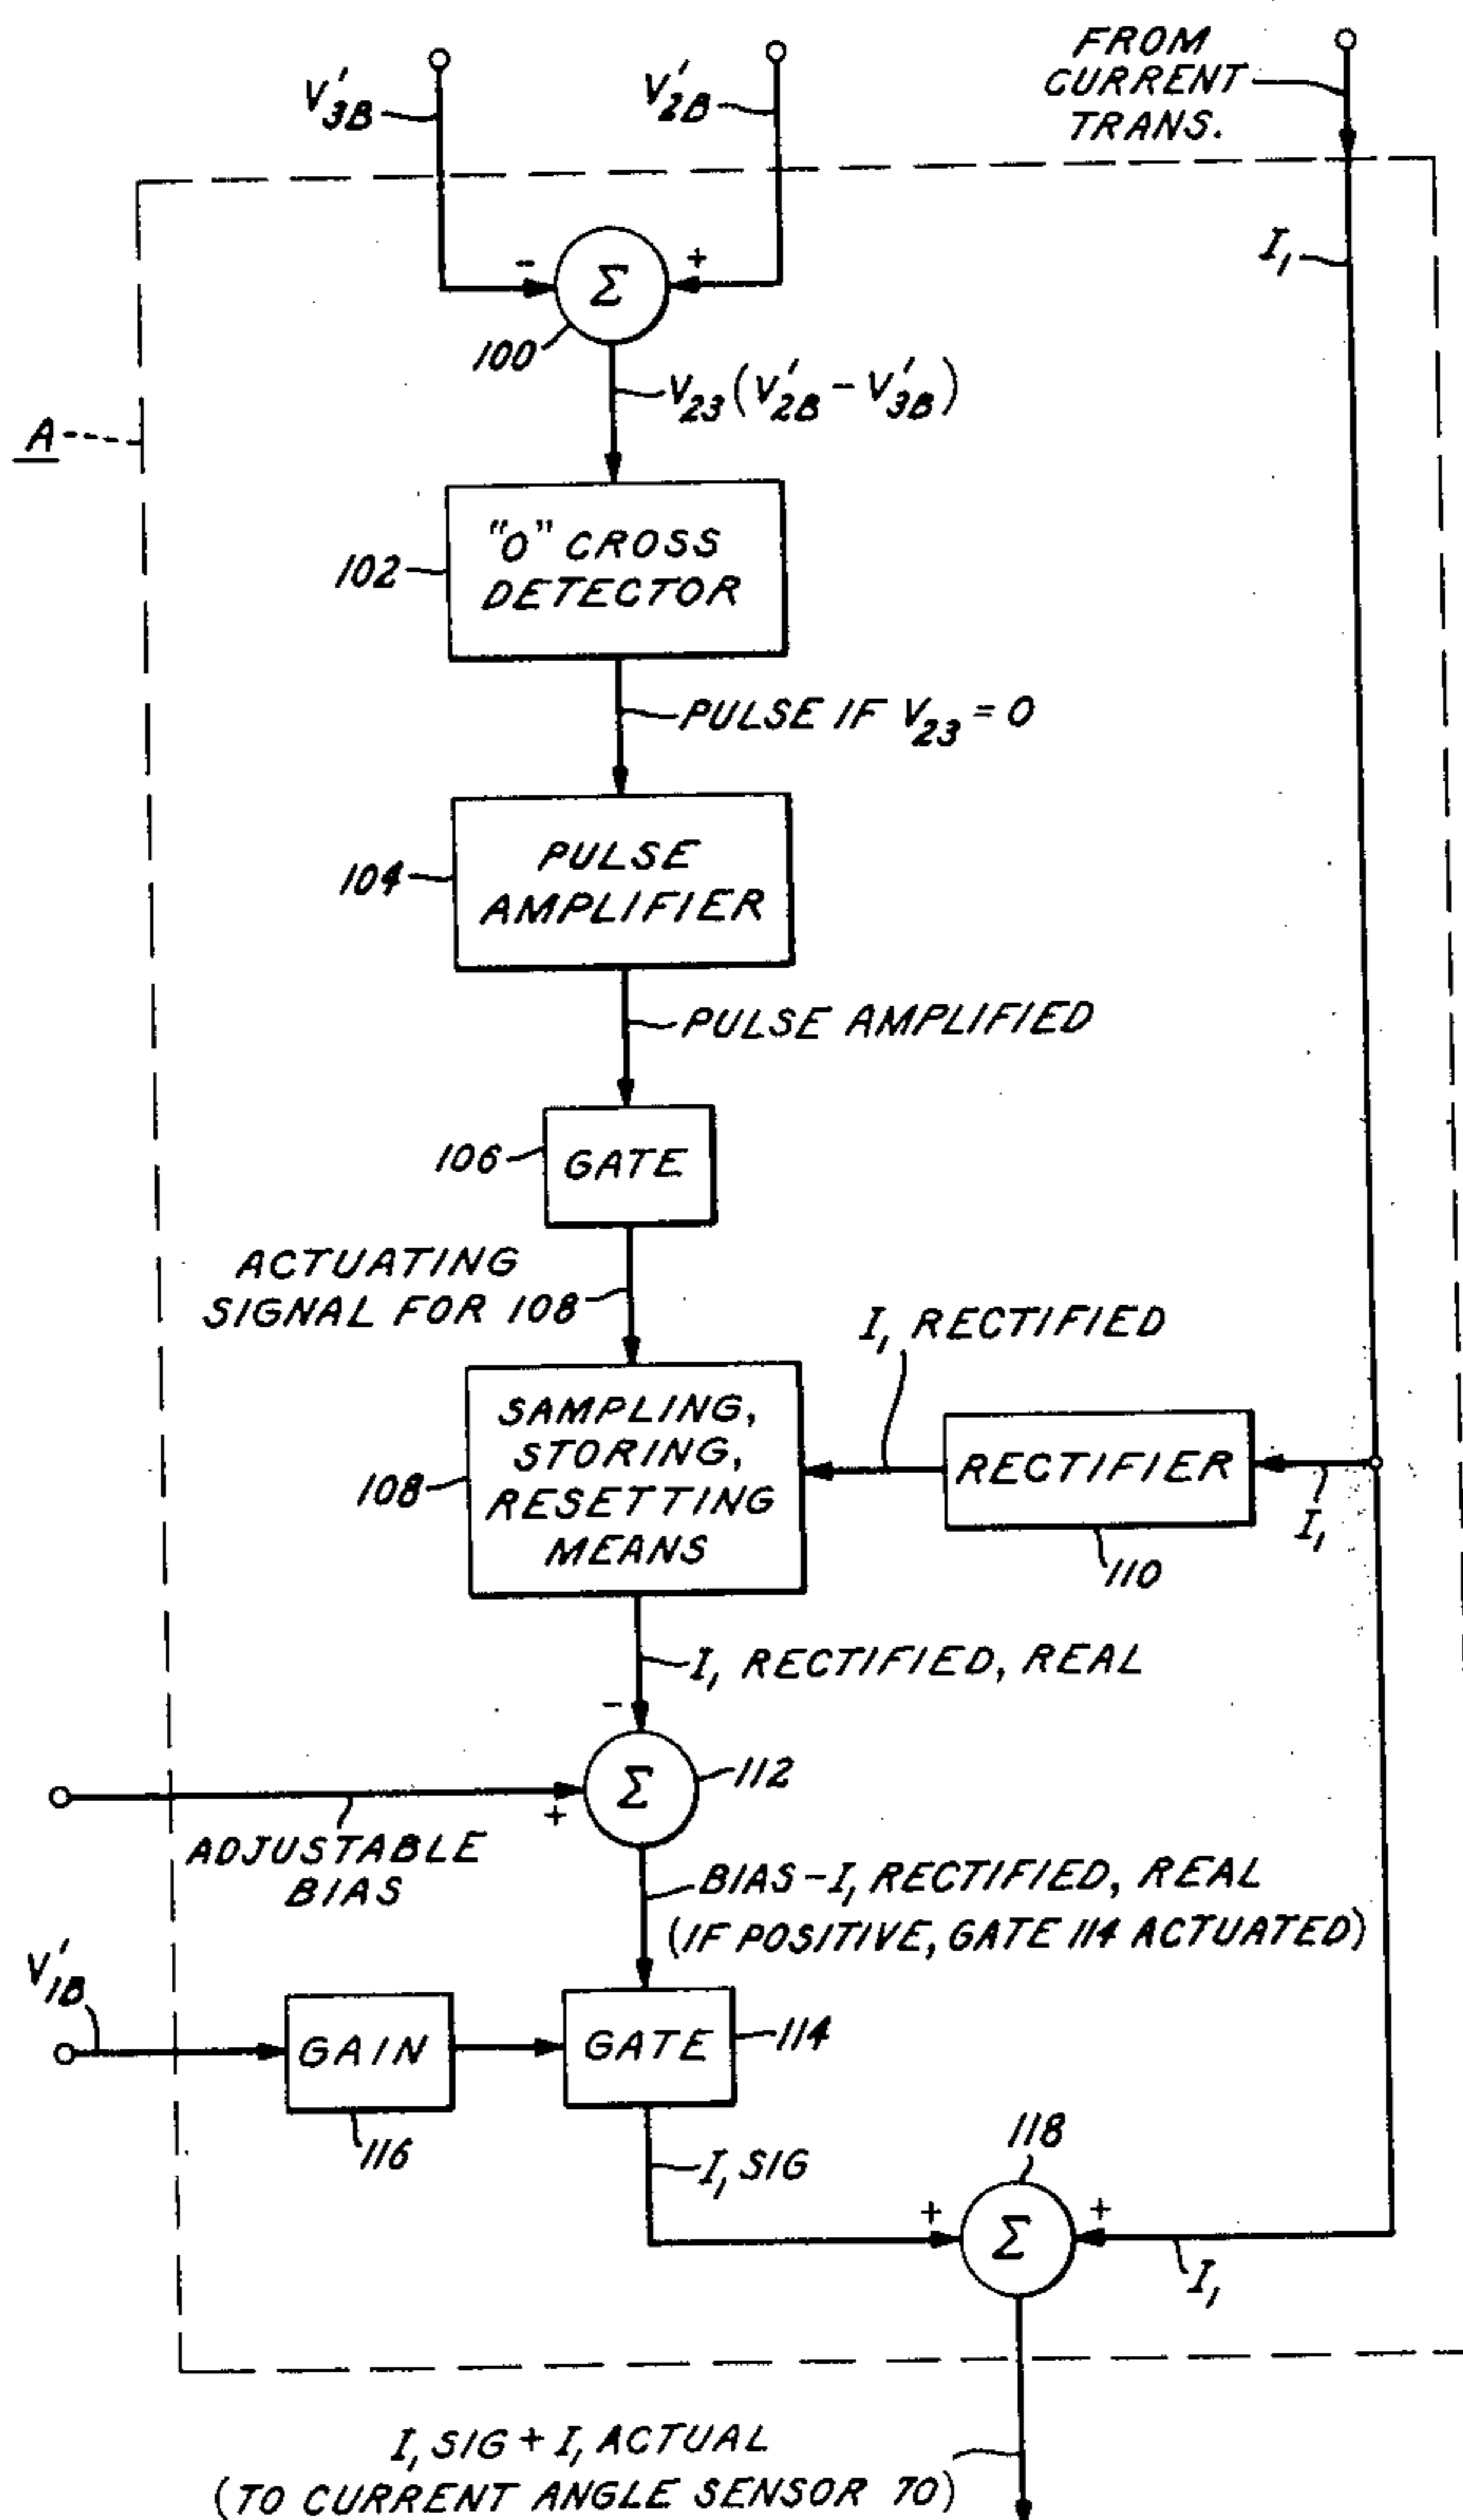 V'3B
V'2B
FROM
CURRENT
TRANS.
I1
- Σ +
100
V23 (V'2B - V'3B)
A
"O" CROSS
DETECTOR
102
PULSE IF V23 = 0
PULSE
AMPLIFIER
104
PULSE AMPLIFIED
106
GATE
ACTUATING
SIGNAL FOR 108
I1 RECTIFIED
SAMPLING,
STORING,
RESETTING
MEANS
108
RECTIFIER
I1
110
I1 RECTIFIED, REAL
-
Σ
112
+
ADJUSTABLE
BIAS
BIAS - I1 RECTIFIED, REAL
(IF POSITIVE, GATE 114 ACTUATED)
V'1B
GAIN
GATE
114
116
I1 SIG
118
+ Σ +
I1
I1 SIG + I1 ACTUAL
(TO CURRENT ANGLE SENSOR 70)